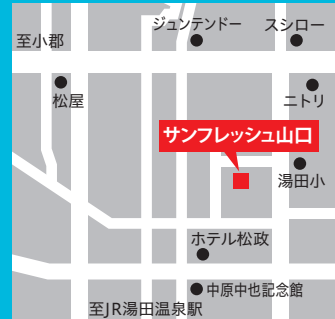 ジュンテンドー
スシロー
至小郡
松屋
ニトリ
サンフレッシュ山口
湯田小
ホテル松政
中原中也記念館
至JR湯田温泉駅